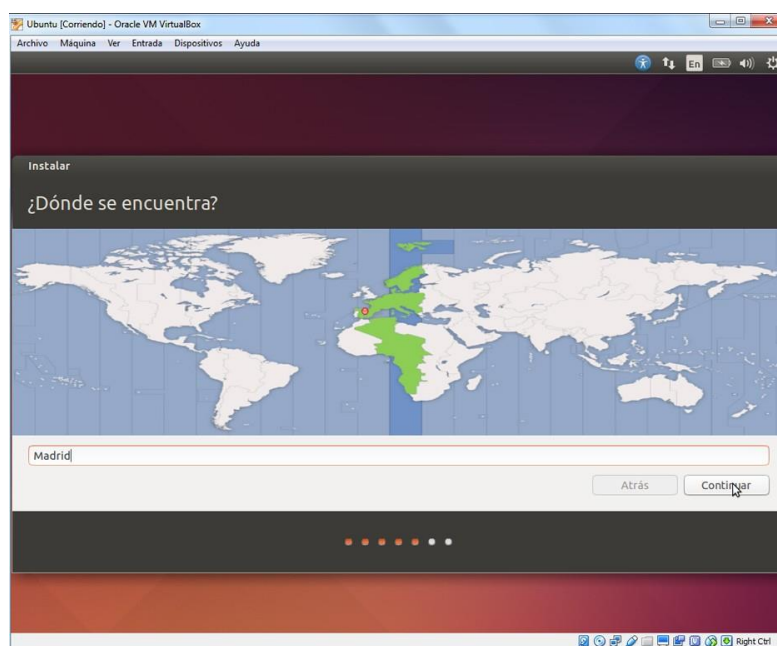 Ubuntu [Corriendo] - Oracle VM VirtualBox
Archivo Máquina Ver Entrada Dispositivos Ayuda
En
Instalar
¿Dónde se encuentra?
Madrid
Atrás Continuar
Right Ctrl